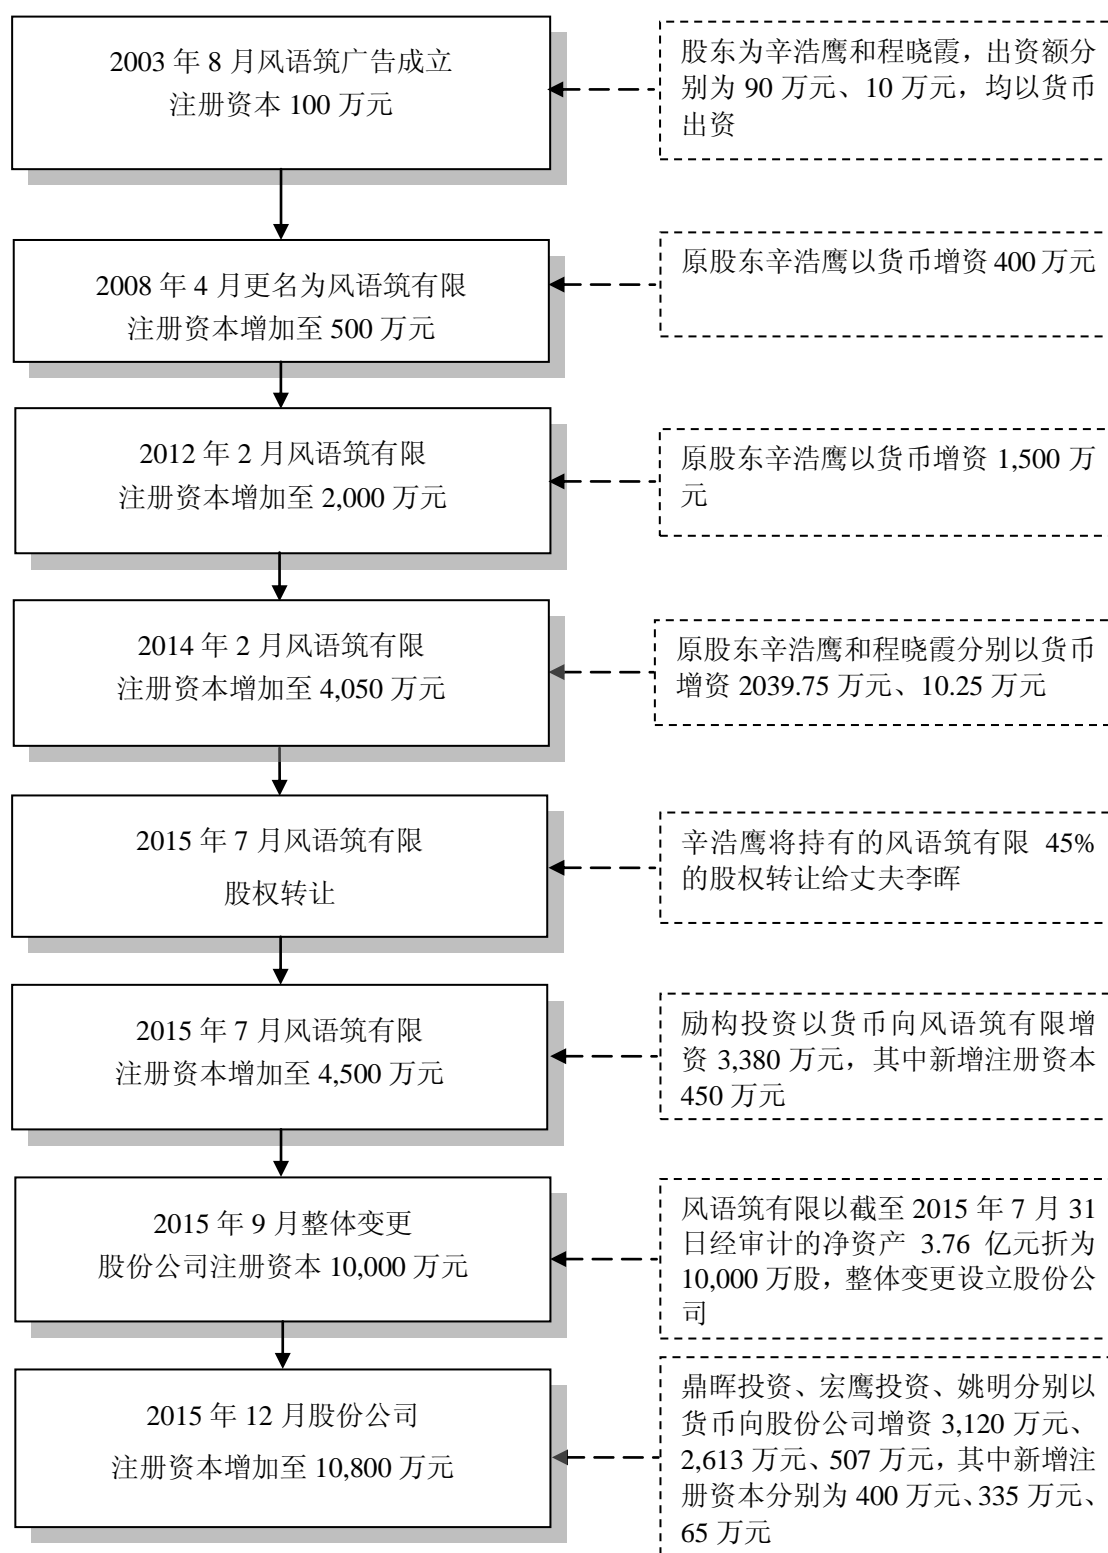 2003 年 8 月风语筑广告成立
注册资本 100 万元
股东为辛浩鹰和程晓霞，出资额分
别为 90 万元、10 万元，均以货币
出资
2008 年 4 月更名为风语筑有限
注册资本增加至 500 万元
原股东辛浩鹰以货币增资 400 万元
2012 年 2 月风语筑有限
注册资本增加至 2,000 万元
原股东辛浩鹰以货币增资 1,500 万
元
2014 年 2 月风语筑有限
注册资本增加至 4,050 万元
原股东辛浩鹰和程晓霞分别以货币
增资 2039.75 万元、10.25 万元
2015 年 7 月风语筑有限
股权转让
辛浩鹰将持有的风语筑有限 45%
的股权转让给丈夫李晖
2015 年 7 月风语筑有限
注册资本增加至 4,500 万元
励构投资以货币向风语筑有限增
资 3,380 万元，其中新增注册资本
450 万元
2015 年 9 月整体变更
股份公司注册资本 10,000 万元
风语筑有限以截至 2015 年 7 月 31
日经审计的净资产 3.76 亿元折为
10,000 万股，整体变更设立股份公
司
2015 年 12 月股份公司
注册资本增加至 10,800 万元
鼎晖投资、宏鹰投资、姚明分别以
货币向股份公司增资 3,120 万元、
2,613 万元、507 万元，其中新增注
册资本分别为 400 万元、335 万元、
65 万元